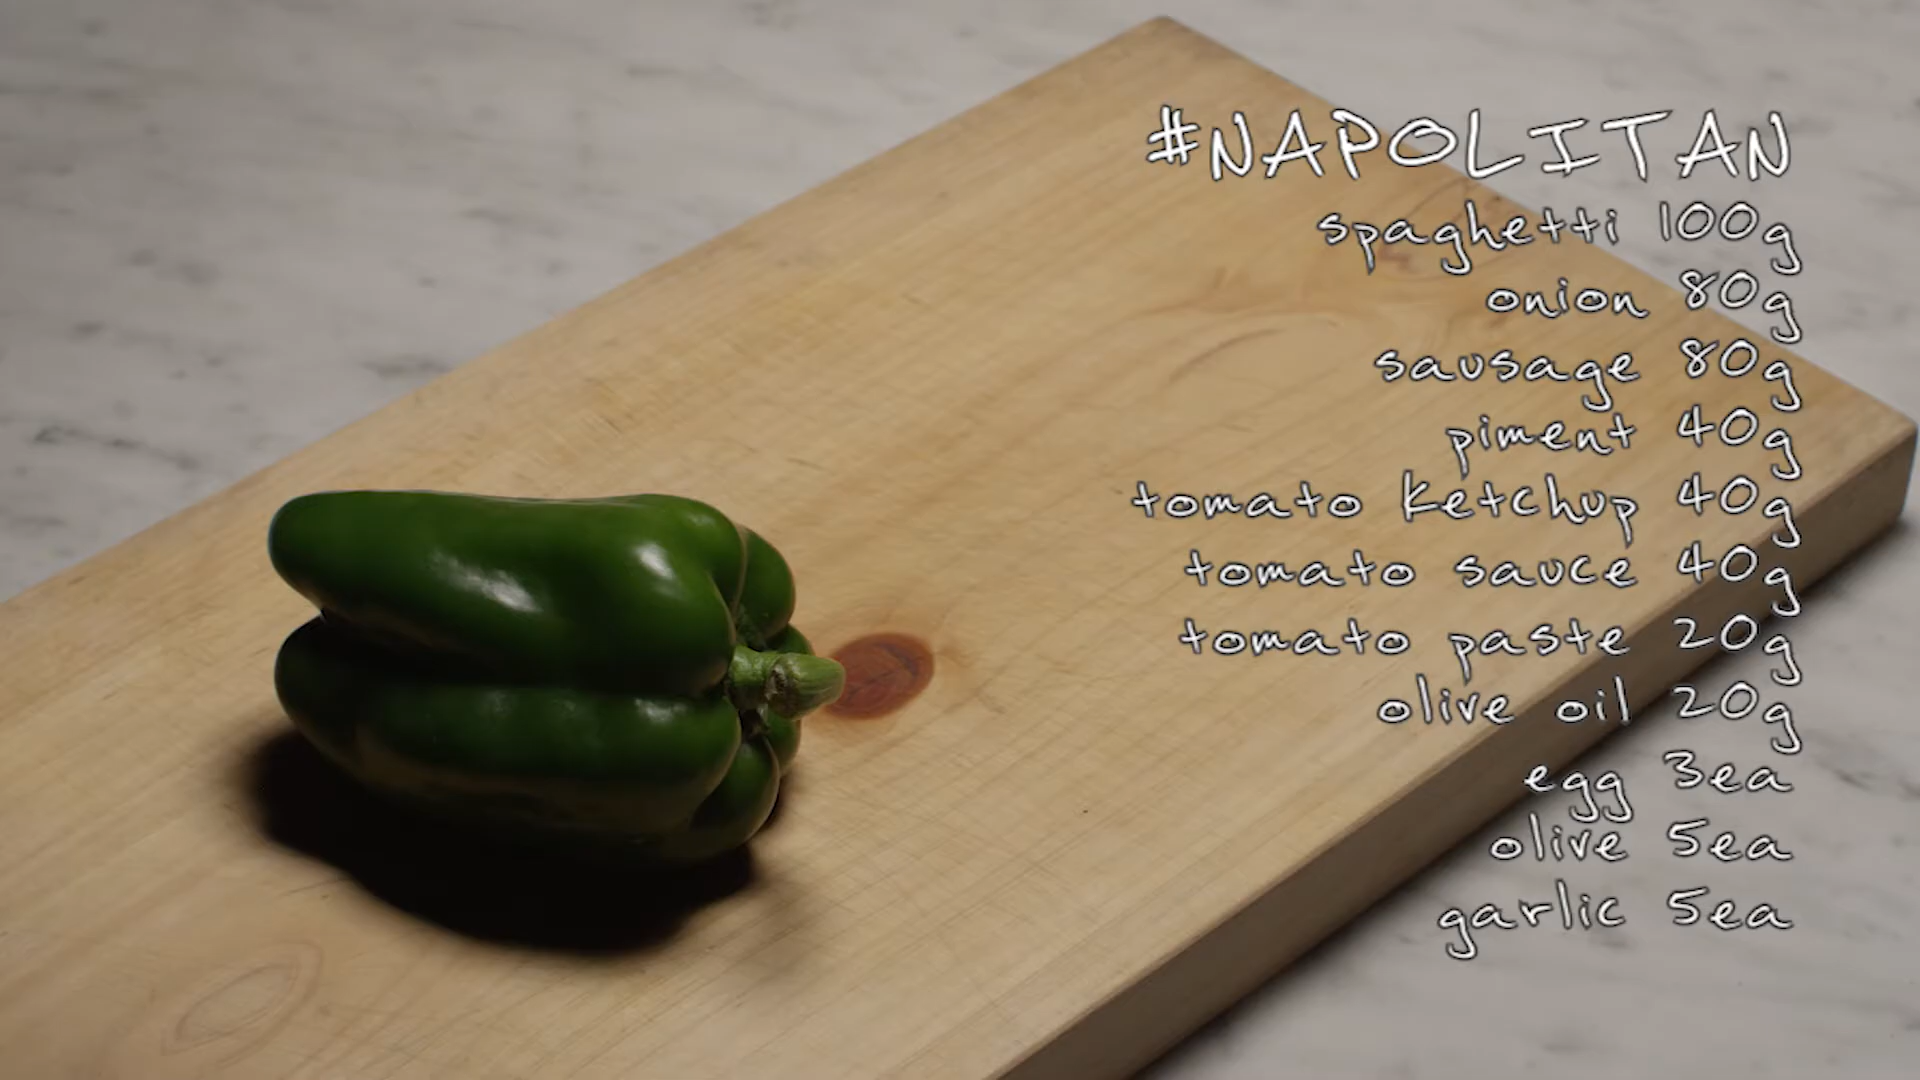 #NAPOLITAN
spaghetti 100g
onion 80g
sausage 80g
piment 40g
tomato ketchup 40g
tomato sauce 40g
tomato paste 20g
olive oil 20g
egg 3ea
olive 5ea
garlic 5ea